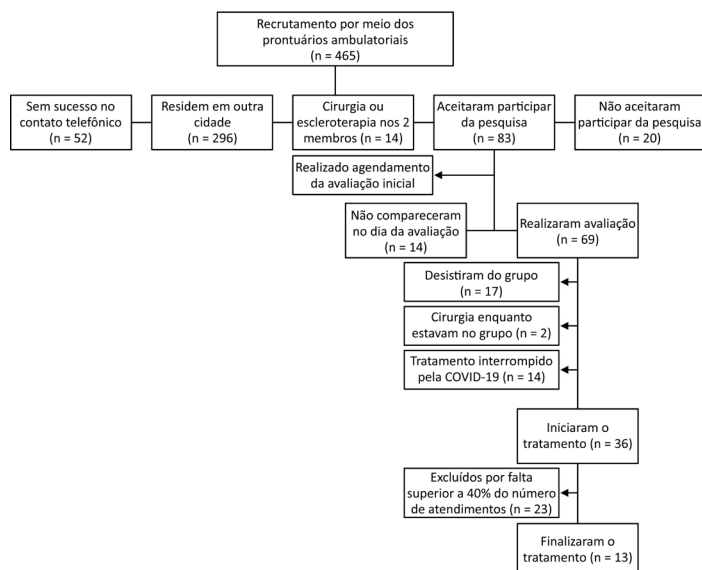 Recrutamento por meio dos
prontuários ambulatoriais
(n = 465)
Sem sucesso no
contato telefônico
(n = 52)
Residem em outra
cidade
(n = 296)
Cirurgia ou
escleroterapia nos 2
membros (n = 14)
Aceitaram participar
da pesquisa
(n = 83)
Não aceitaram
participar da pesquisa
(n = 20)
Realizado agendamento
da avaliação inicial
Não compareceram
no dia da avaliação
(n = 14)
Realizaram avaliação
(n = 69)
Desistiram do grupo
(n = 17)
Cirurgia enquanto
estavam no grupo (n = 2)
Tratamento interrompido
pela COVID-19 (n = 14)
Iniciaram o
tratamento (n = 36)
Excluídos por falta
superior a 40% do número
de atendimentos (n = 23)
Finalizaram o
tratamento (n = 13)